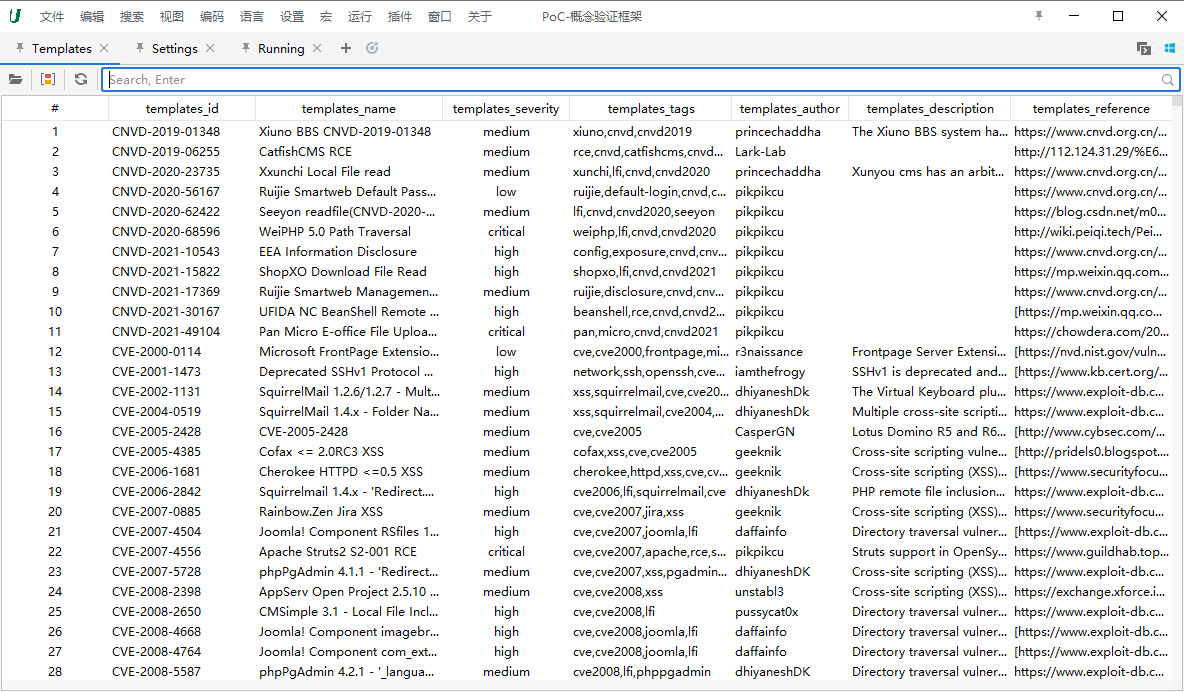 文件 编辑 搜索 视图 编码 语言 设置 宏 运行 插件 窗口 关于 PoC-概念验证框架
Templates Settings Running
Search, Enter
# templates_id templates_name templates_severity templates_tags templates_author templates_description templates_reference
1 CNVD-2019-01348 Xiuno BBS CNVD-2019-01348 medium xiuno,cnvd,cnvd2019 princechaddha The Xiuno BBS system ha... https://www.cnvd.org.cn/...
2 CNVD-2019-06255 CatfishCMS RCE medium rce,cnvd,catfishcms,cnvd... Lark-Lab http://112.124.31.29/%E6...
3 CNVD-2020-23735 Xxunchi Local File read medium xunchi,lfi,cnvd,cnvd2020 princechaddha Xunyou cms has an arbit... https://www.cnvd.org.cn/...
4 CNVD-2020-56167 Ruijie Smartweb Default Pass... low ruijie,default-login,cnvd,c... pikpikcu https://www.cnvd.org.cn/...
5 CNVD-2020-62422 Seeyon readfile(CNVD-2020-... medium lfi,cnvd,cnvd2020,seeyon pikpikcu https://blog.csdn.net/m0...
6 CNVD-2020-68596 WeiPHP 5.0 Path Traversal critical weiphp,lfi,cnvd,cnvd2020 pikpikcu http://wiki.peiqi.tech/Pei...
7 CNVD-2021-10543 EEA Information Disclosure high config,exposure,cnvd,cnv... pikpikcu https://www.cnvd.org.cn/...
8 CNVD-2021-15822 ShopXO Download File Read high shopxo,lfi,cnvd,cnvd2021 pikpikcu https://mp.weixin.qq.com...
9 CNVD-2021-17369 Ruijie Smartweb Managemen... medium ruijie,disclosure,cnvd,cnv... pikpikcu https://www.cnvd.org.cn/...
10 CNVD-2021-30167 UFIDA NC BeanShell Remote ... high beanshell,rce,cnvd,cnvd2... pikpikcu [https://mp.weixin.qq.co...
11 CNVD-2021-49104 Pan Micro E-office File Uploa... critical pan,micro,cnvd,cnvd2021 pikpikcu https://chowdera.com/20...
12 CVE-2000-0114 Microsoft FrontPage Extensio... low cve,cve2000,frontpage,mi... r3naissance Frontpage Server Extensi... [https://nvd.nist.gov/vuln...
13 CVE-2001-1473 Deprecated SSHv1 Protocol ... high network,ssh,openssh,cve... iamthefrogy SSHv1 is deprecated and... [https://www.kb.cert.org/...
14 CVE-2002-1131 SquirrelMail 1.2.6/1.2.7 - Mult... medium xss,squirrelmail,cve,cve20... dhiyaneshDk The Virtual Keyboard plu... https://www.exploit-db.c...
15 CVE-2004-0519 SquirrelMail 1.4.x - Folder Na... medium xss,squirrelmail,cve2004,... dhiyaneshDk Multiple cross-site scripti... https://www.exploit-db.c...
16 CVE-2005-2428 CVE-2005-2428 medium cve,cve2005 CasperGN Lotus Domino R5 and R6... [http://www.cybsec.com/...
17 CVE-2005-4385 Cofax <= 2.0RC3 XSS medium cofax,xss,cve,cve2005 geeknik Cross-site scripting vulne... [http://pridels0.blogspot....
18 CVE-2006-1681 Cherokee HTTPD <=0.5 XSS medium cherokee,httpd,xss,cve,cv... geeknik Cross-site scripting (XSS)... [https://www.securityfocu...
19 CVE-2006-2842 Squirrelmail 1.4.x - 'Redirect.... high cve2006,lfi,squirrelmail,cve dhiyaneshDk PHP remote file inclusion... https://www.exploit-db.c...
20 CVE-2007-0885 Rainbow.Zen Jira XSS medium cve,cve2007,jira,xss geeknik Cross-site scripting (XSS)... https://www.securityfocu...
21 CVE-2007-4504 Joomla! Component RSfiles 1... high cve,cve2007,joomla,lfi daffainfo Directory traversal vulner... [https://www.exploit-db.c...
22 CVE-2007-4556 Apache Struts2 S2-001 RCE critical cve,cve2007,apache,rce,s... pikpikcu Struts support in OpenSy... https://www.guildhab.top...
23 CVE-2007-5728 phpPgAdmin 4.1.1 - 'Redirect... medium cve,cve2007,xss,pgadmin... dhiyaneshDK Cross-site scripting (XSS)... https://www.exploit-db.c...
24 CVE-2008-2398 AppServ Open Project 2.5.10 ... medium cve,cve2008,xss unstabl3 Cross-site scripting (XSS)... https://exchange.xforce.i...
25 CVE-2008-2650 CMSimple 3.1 - Local File Incl... high cve,cve2008,lfi pussycat0x Directory traversal vulner... https://www.exploit-db.c...
26 CVE-2008-4668 Joomla! Component imagebr... high cve,cve2008,joomla,lfi daffainfo Directory traversal vulner... [https://www.exploit-db.c...
27 CVE-2008-4764 Joomla! Component com_ext... high cve,cve2008,joomla,lfi daffainfo Directory traversal vulner... [https://www.exploit-db.c...
28 CVE-2008-5587 phpPgAdmin 4.2.1 - '_langua... medium cve2008,lfi,phppgadmin dhiyaneshDK Directory traversal vulner... https://www.exploit-db.c...